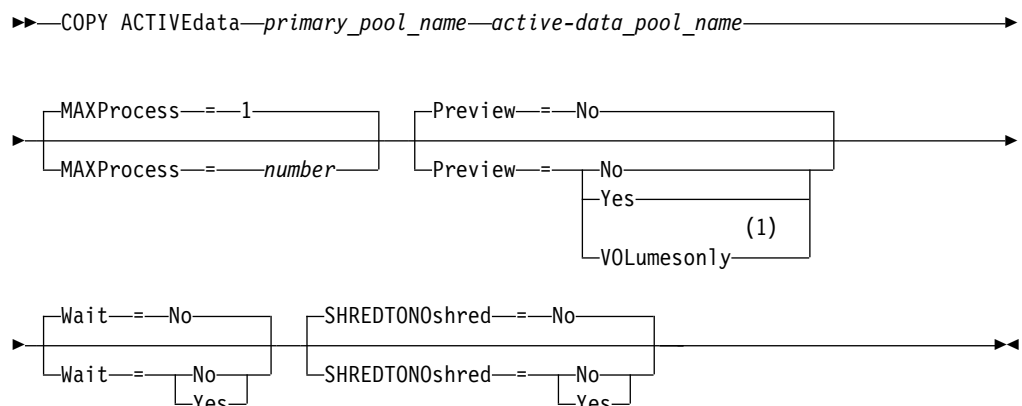 COPY ACTIVEdata primary_pool_name active-data_pool_name
MAXProcess = 1
MAXProcess = number
Preview = No
Preview = No
Yes
(1)
VOLumesonly
Wait = No
Wait = No
Yes
SHREDTONOshred = No
SHREDTONOshred = No
Yes